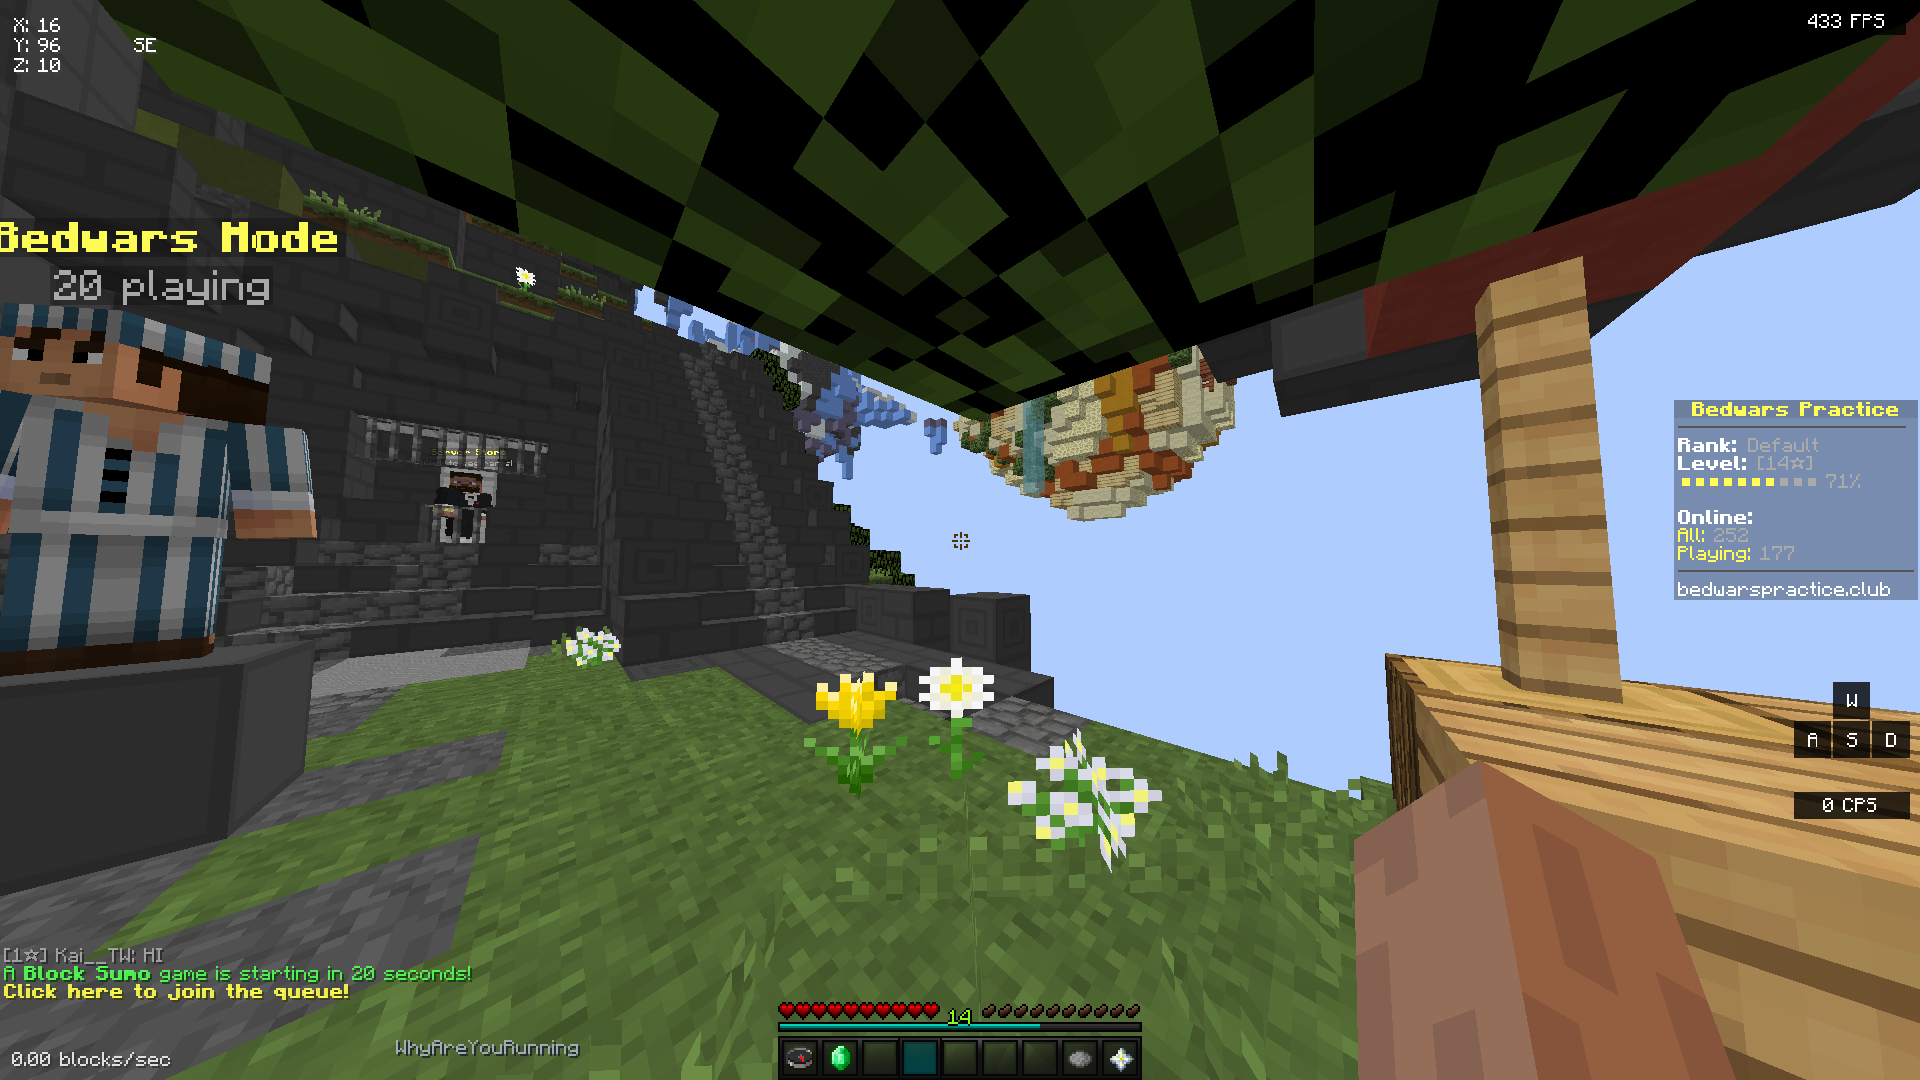 X: 16
Y: 96
Z: 10
SE
433 FPS
Bedwars Mode
20 playing
Server Store
Bedwars Practice
Rank: Default
Level: [14☆]
71%
Online:
All: 252
Playing: 177
bedwarspractice.club
W
A S D
0 CPS
[1☆] Kai__TW: HI
A Block Sumo game is starting in 20 seconds!
Click here to join the queue!
14
WhyAreYouRunning
0.00 blocks/sec